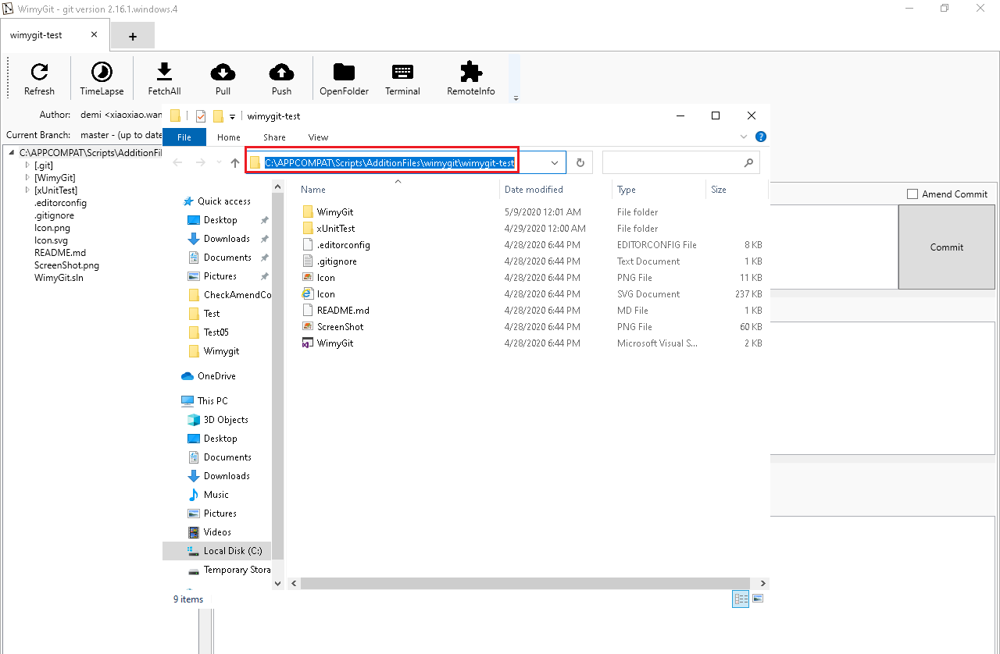 WimyGit - git version 2.16.1.windows.4
wimygit-test
+
Refresh TimeLapse FetchAll Pull Push OpenFolder Terminal RemoteInfo
Author: demi <xiaoxiao.wan
Current Branch: master - (up to date
C:\APPCOMPAT\Scripts\AdditionFil
[.git]
[WimyGit]
[xUnitTest]
.editorconfig
.gitignore
Icon.png
Icon.svg
README.md
ScreenShot.png
WimyGit.sln
wimygit-test
File Home Share View
C:\APPCOMPAT\Scripts\AdditionFiles\wimygit\wimygit-test
Quick access
Desktop
Downloads
Documents
Pictures
CheckAmendCo
Test
Test05
Wimygit
OneDrive
This PC
3D Objects
Desktop
Documents
Downloads
Music
Pictures
Videos
Local Disk (C:)
Temporary Stora
Name Date modified Type Size
WimyGit 5/9/2020 12:01 AM File folder
xUnitTest 4/29/2020 12:00 AM File folder
.editorconfig 4/28/2020 6:44 PM EDITORCONFIG File 8 KB
.gitignore 4/28/2020 6:44 PM Text Document 1 KB
Icon 4/28/2020 6:44 PM PNG File 11 KB
Icon 4/28/2020 6:44 PM SVG Document 237 KB
README.md 4/28/2020 6:44 PM MD File 1 KB
ScreenShot 4/28/2020 6:44 PM PNG File 60 KB
WimyGit 4/28/2020 6:44 PM Microsoft Visual S... 2 KB
9 items
Amend Commit
Commit